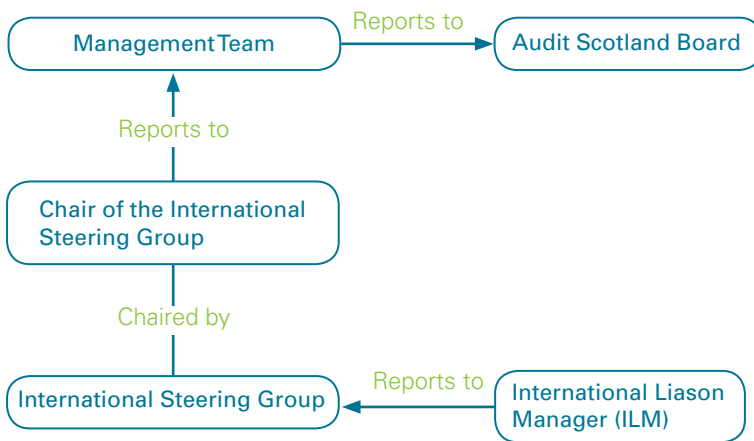 Management Team
Reports to
Audit Scotland Board
Reports to
Chair of the International
Steering Group
Chaired by
International Steering Group
Reports to
International Liason
Manager (ILM)